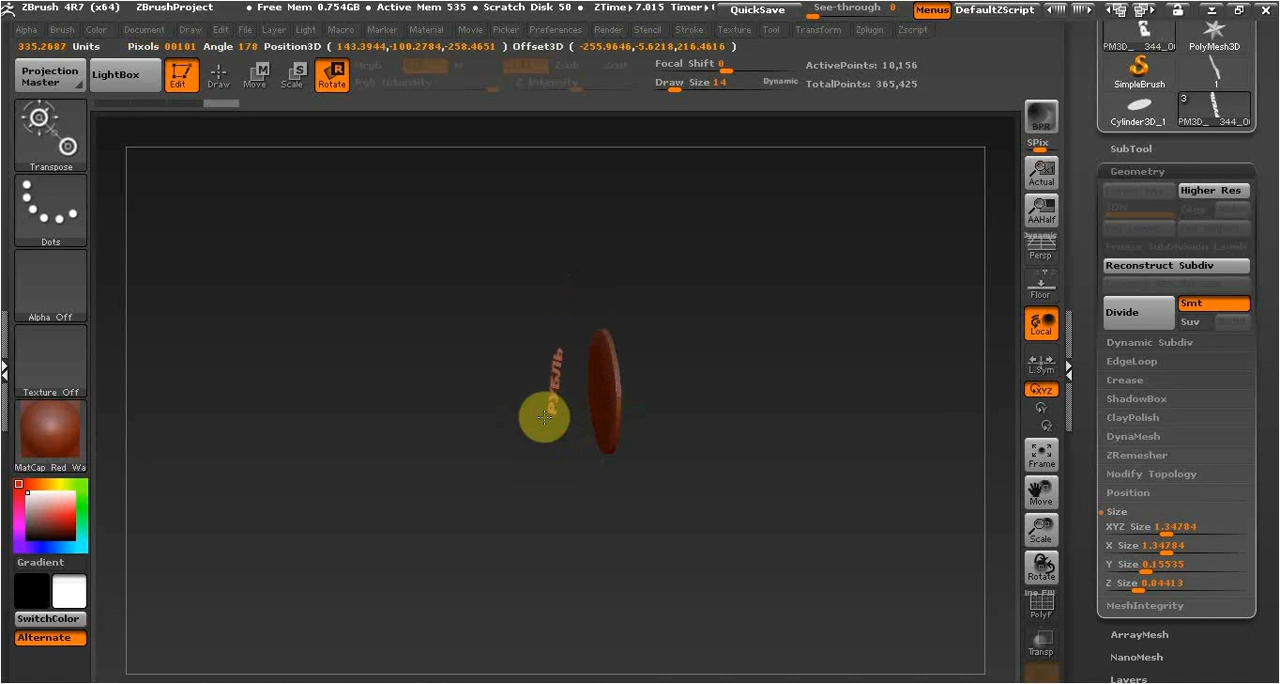 ZBrush 4R7 (x64) ZBrushProject • Free Mem 0.754GB • Active Mem 535 • Scratch Disk 50 • ZTime▸7.015 Timer▸ QuickSave See-through 0 Menus DefaultZScript
Alpha Brush Color Document Draw Edit File Layer Light Macro Marker Material Movie Picker Preferences Render Stencil Stroke Texture Tool Transform Zplugin Zscript
335.2687 Units Pixols 00101 Angle 178 Position3D ( 143.3944,-100.2784,-258.4651 ) Offset3D ( -255.9646,-5.6218,216.4616 )
Projection Master
LightBox
Edit
Draw
Move
Scale
Rotate
Mrgb
M
Rgb Intensity
Z Intensity
Focal Shift 0
Draw Size 14
Dynamic
ActivePoints: 10,156
TotalPoints: 365,425
Transpose
Dots
Alpha Off
Texture Off
MatCap Red Wa
Gradient
SwitchColor
Alternate
РУБЛЬ
BPR
SPix
Actual
AAHalf
Dynamic
Persp
Floor
Local
L.Sym
XYZ
Frame
Move
Scale
Rotate
PolyF
Transp
PM3D_ 344_0
PolyMesh3D
SimpleBrush
1
Cylinder3D_1
3
PM3D_ 344_0
SubTool
Geometry
Higher Res
Reconstruct Subdiv
Divide
Smt
Suv
Dynamic Subdiv
EdgeLoop
Crease
ShadowBox
ClayPolish
DynaMesh
ZRemesher
Modify Topology
Position
Size
XYZ Size 1.34784
X Size 1.34784
Y Size 0.15535
Z Size 0.04413
MeshIntegrity
ArrayMesh
NanoMesh
Layers